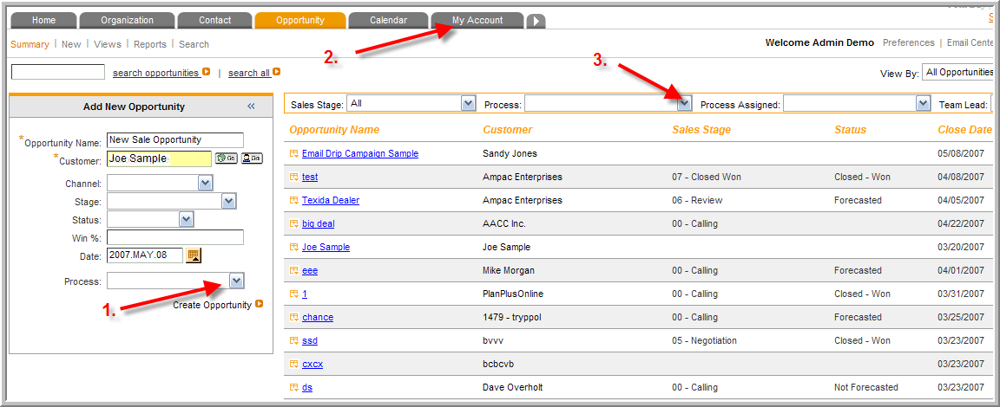 Home Organization Contact Opportunity Calendar My Account
2.
Summary | New | Views | Reports | Search
Welcome Admin Demo Preferences | Email Cente
3.
search opportunities | search all
View By: All Opportunities
Add New Opportunity «
*Opportunity Name: New Sale Opportunity
*Customer: Joe Sample Go Go
Channel:
Stage:
Status:
Win %:
Date: 2007.MAY.08
Process:
1.
Create Opportunity
Sales Stage: All Process: Process Assigned: Team Lead:
Opportunity Name Customer Sales Stage Status Close Date
Email Drip Campaign Sample Sandy Jones 05/08/2007
test Ampac Enterprises 07 - Closed Won Closed - Won 04/08/2007
Texida Dealer Ampac Enterprises 06 - Review Forecasted 04/05/2007
big deal AACC Inc. 00 - Calling 04/22/2007
Joe Sample Joe Sample 03/20/2007
eee Mike Morgan 00 - Calling Forecasted 04/01/2007
1 PlanPlusOnline 00 - Calling Closed - Won 03/31/2007
chance 1479 - tryppol 00 - Calling Forecasted 03/25/2007
ssd bvvv 05 - Negotiation Closed - Won 03/23/2007
cxcx bcbcvb 03/23/2007
ds Dave Overholt 00 - Calling Not Forecasted 03/23/2007